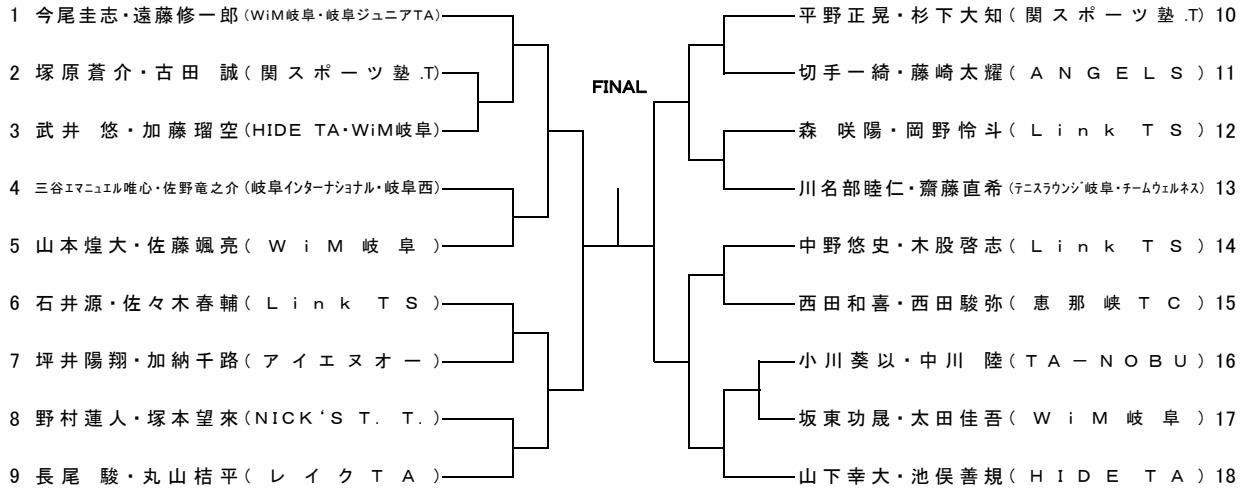 1 今尾圭志・遠藤修一郎(WiM岐阜・岐阜ジュニアTA)
2 塚原蒼介・古田 誠(関スポーツ塾.T)
3 武井 悠・加藤瑠空(HIDE TA・WiM岐阜)
4 三谷エマニュエル唯心・佐野竜之介(岐阜インターナショナル・岐阜西)
5 山本煌大・佐藤颯亮(WiM岐阜)
6 石井源・佐々木春輔(Link TS)
7 坪井陽翔・加納千路(アイエヌオー)
8 野村蓮人・塚本望来(NICK‘S T. T.)
9 長尾 駿・丸山桔平(レイクTA)
FINAL
平野正晃・杉下大知(関スポーツ塾.T) 10
切手一綺・藤崎太耀(ANGELS) 11
森 咲陽・岡野怜斗(Link TS) 12
川名部睦仁・齋藤直希(テニスラウンジ岐阜・チームウェルネス) 13
中野悠史・木股啓志(Link TS) 14
西田和喜・西田駿弥(恵那峡TC) 15
小川葵以・中川 陸(TA-NOBU) 16
坂東功晟・太田佳吾(WiM岐阜) 17
山下幸大・池俣善規(HIDE TA) 18